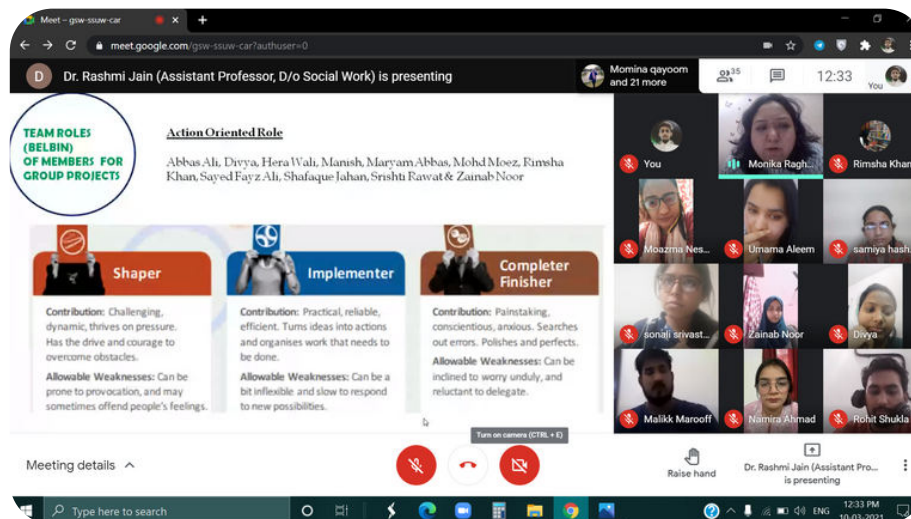 Meet – gsw-ssuw-car
meet.google.com/gsw-ssuw-car?authuser=0
D
Dr. Rashmi Jain (Assistant Professor, D/o Social Work) is presenting
Momina qayoom
and 21 more
35
12:33
You
TEAM ROLES
(BELBIN)
OF MEMBERS FOR
GROUP PROJECTS
Action Oriented Role
Abbas Ali, Divya, Hera Wali, Manish, Maryam Abbas, Mohd Moez, Rimsha
Khan, Sayed Fayz Ali, Shafaque Jahan, Srishti Rawat & Zainab Noor
Shaper
Contribution: Challenging,
dynamic, thrives on pressure.
Has the drive and courage to
overcome obstacles.
Allowable Weaknesses: Can be
prone to provocation, and may
sometimes offend people's feelings.
Implementer
Contribution: Practical, reliable,
efficient. Turns ideas into actions
and organises work that needs to
be done.
Allowable Weaknesses: Can be a
bit inflexible and slow to respond
to new possibilities.
Completer
Finisher
Contribution: Painstaking,
conscientious, anxious. Searches
out errors. Polishes and perfects.
Allowable Weaknesses: Can be
inclined to worry unduly, and
reluctant to delegate.
You
Monika Ragh...
Rimsha Khan
Moazma Nes...
Umama Aleem
samiya hash
sonali srivast...
Zainab Noor
Divya
Malikk Marooff
Namira Ahmad
Rohit Shukla
Turn on camera (CTRL + E)
Meeting details
Raise hand
Dr. Rashmi Jain (Assistant Pro...
is presenting
Type here to search
ENG
12:33 PM
10-03-2021